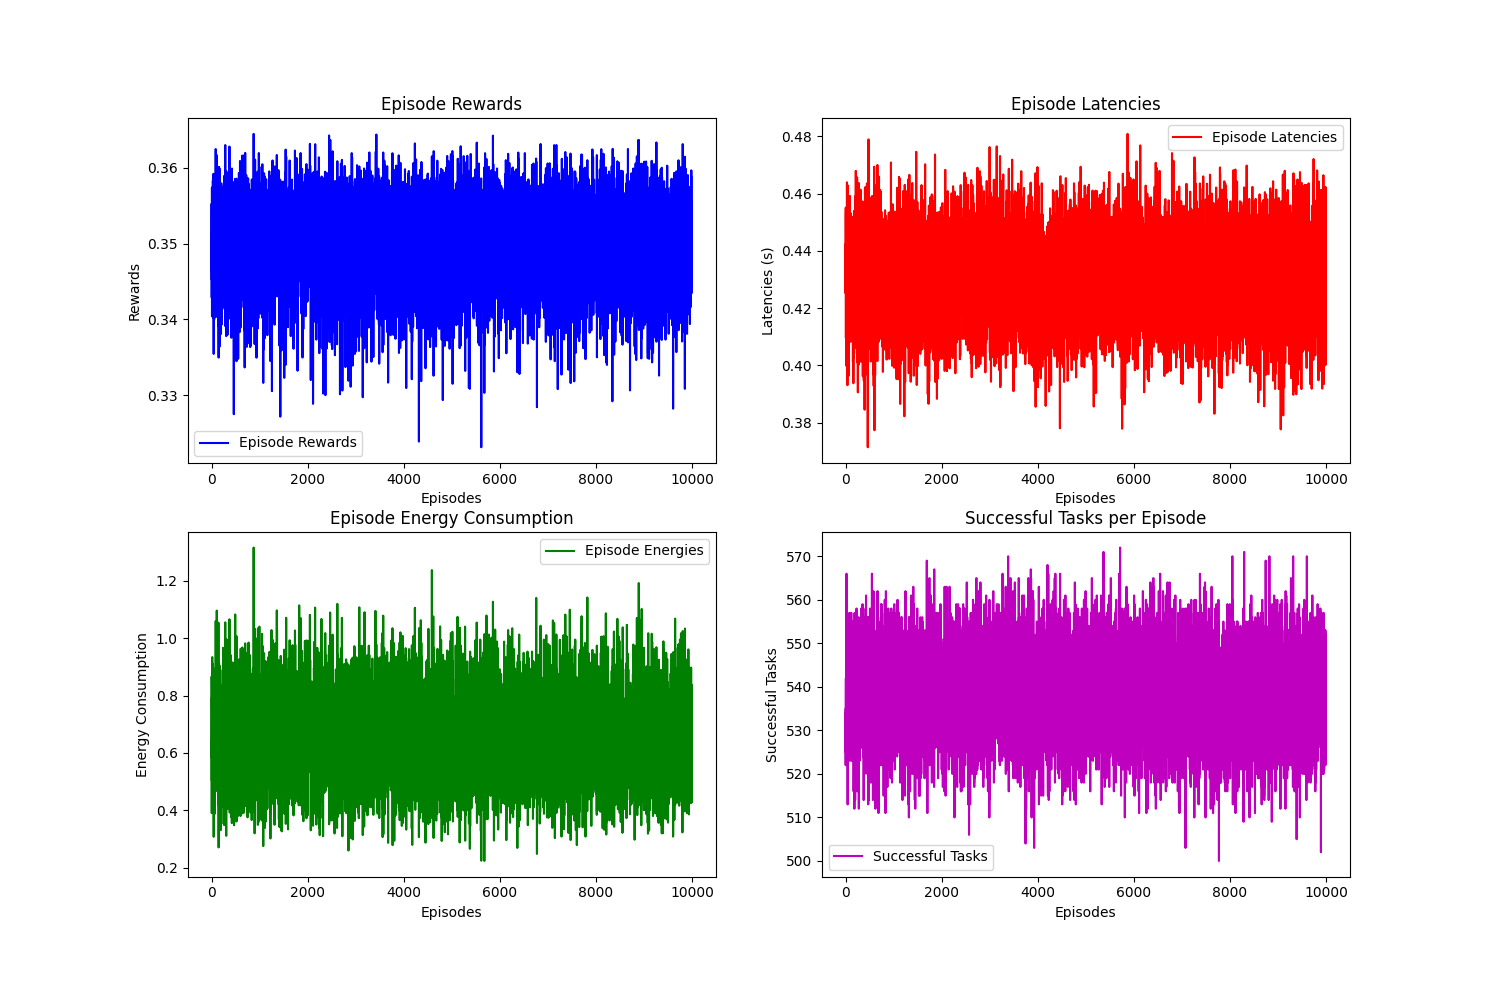 Episode Rewards
0.36
0.35
0.34
0.33
Rewards
Episode Rewards
0 2000 4000 6000 8000 10000
Episodes
Episode Latencies
0.48
0.46
0.44
0.42
0.40
0.38
Latencies (s)
Episode Latencies
0 2000 4000 6000 8000 10000
Episodes
Episode Energy Consumption
1.2
1.0
0.8
0.6
0.4
0.2
Energy Consumption
Episode Energies
0 2000 4000 6000 8000 10000
Episodes
Successful Tasks per Episode
570
560
550
540
530
520
510
500
Successful Tasks
Successful Tasks
0 2000 4000 6000 8000 10000
Episodes